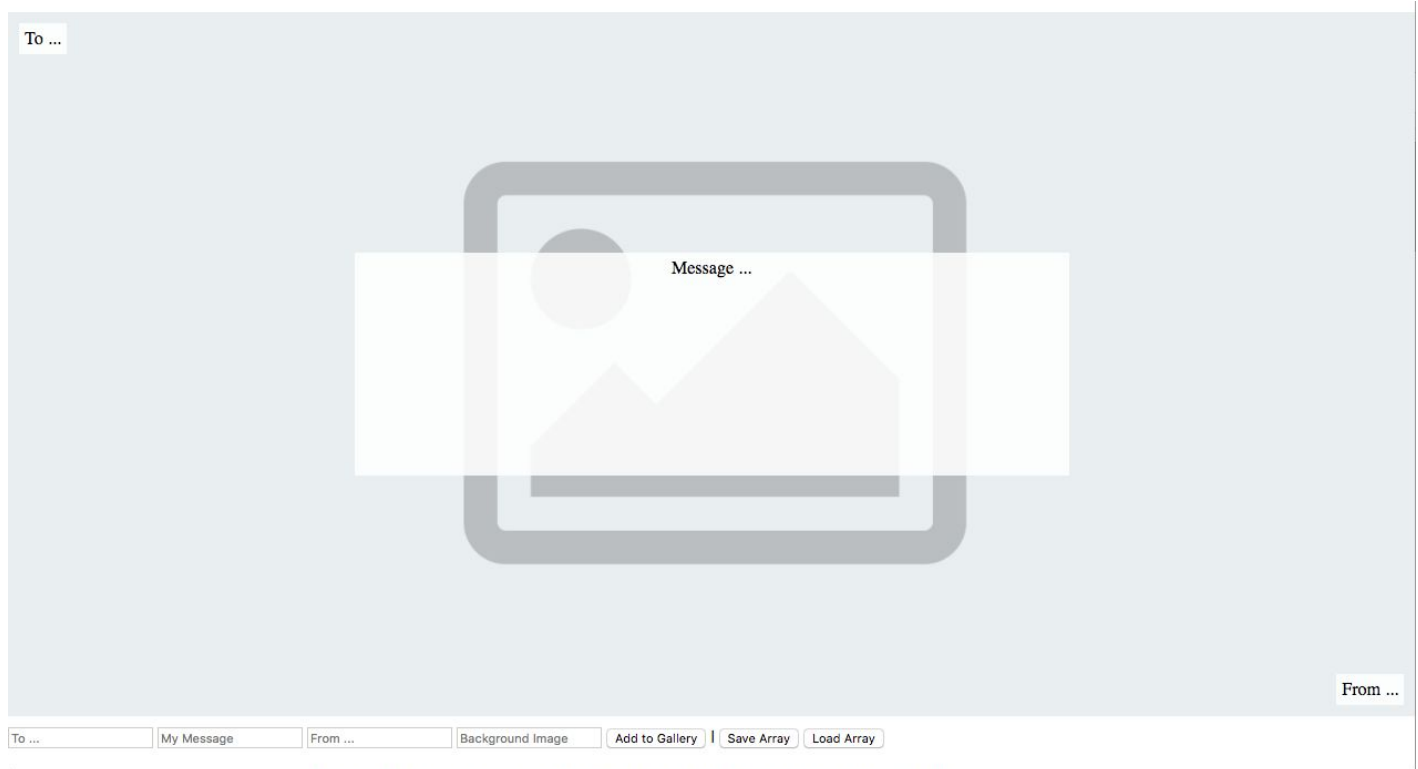 To ...
Message ...
From ...
To ... My Message From ... Background Image Add to Gallery | Save Array Load Array